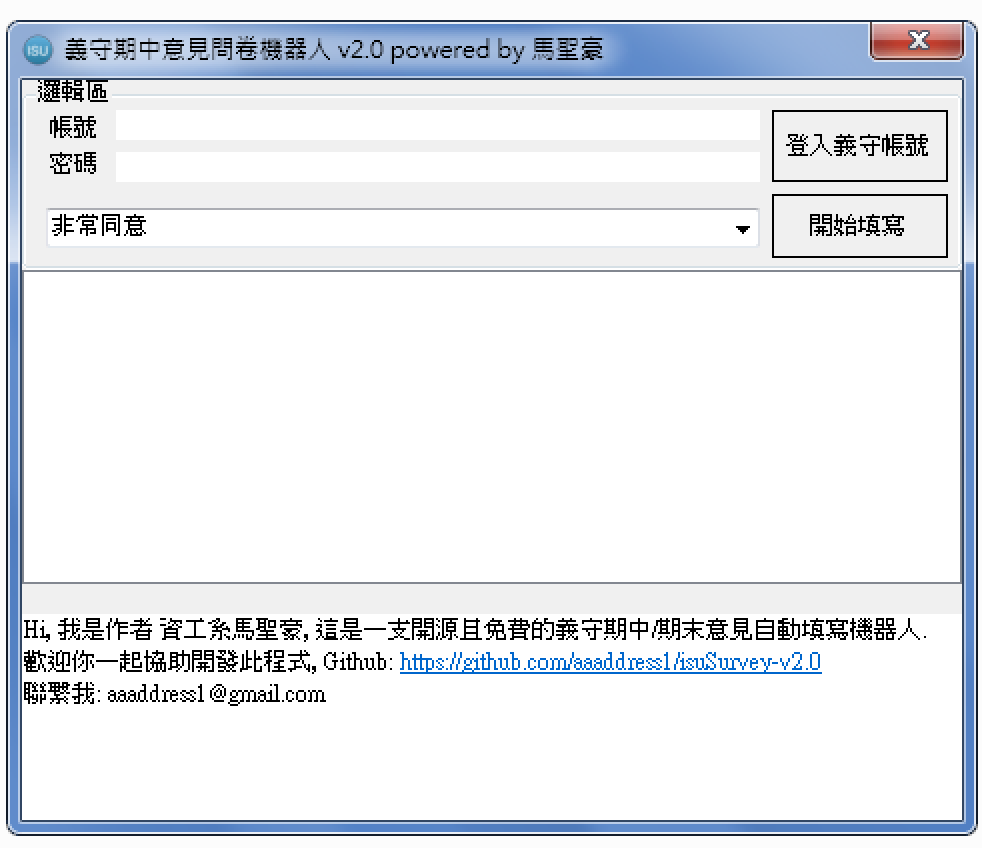 ISU 義守期中意見問卷機器人 v2.0 powered by 馬聖豪
X
邏輯區
帳號
密碼
登入義守帳號
非常同意
開始填寫
Hi, 我是作者 資工系馬聖豪, 這是一支開源且免費的義守期中/期末意見自動填寫機器人.
歡迎你一起協助開發此程式, Github: https://github.com/aaaddress1/isuSurvey-v2.0
聯繫我: aaaddress1@gmail.com